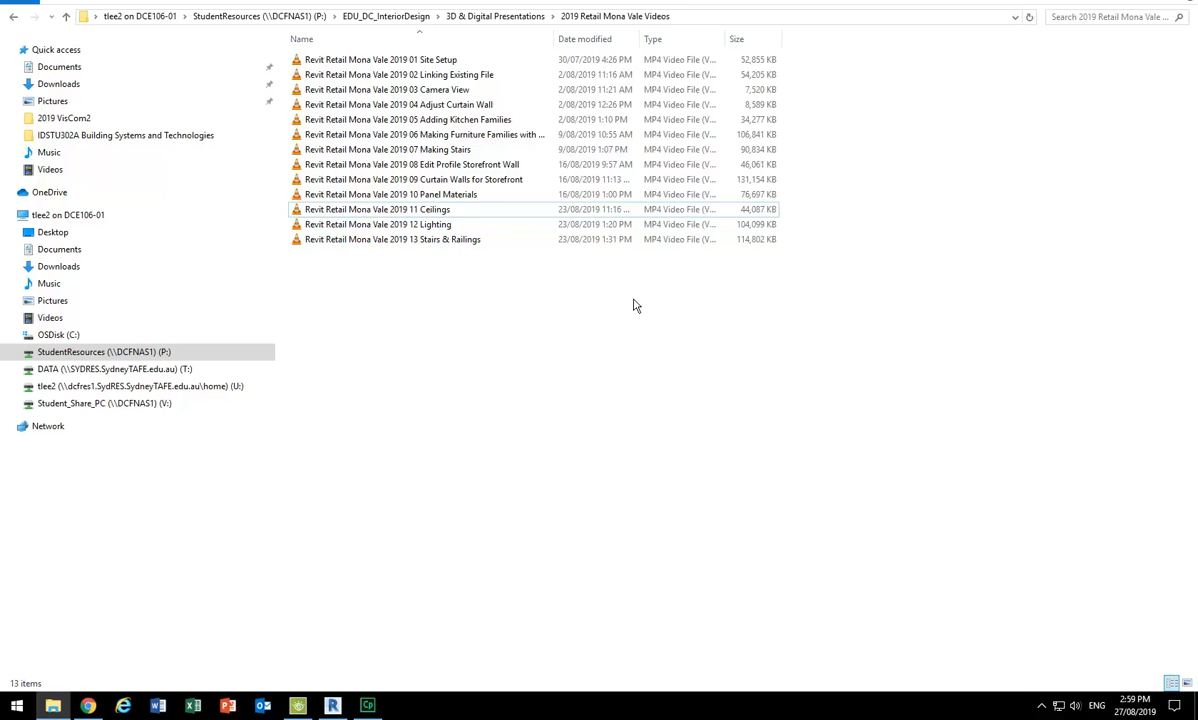 tlee2 on DCE106-01 > StudentResources (\\DCFNAS1) (P:) > EDU_DC_InteriorDesign > 3D & Digital Presentations > 2019 Retail Mona Vale Videos
Search 2019 Retail Mona Vale ...
Name Date modified Type Size
Quick access
Documents
Downloads
Pictures
2019 VisCom2
IDSTU302A Building Systems and Technologies
Music
Videos
OneDrive
tlee2 on DCE106-01
Desktop
Documents
Downloads
Music
Pictures
Videos
OSDisk (C:)
StudentResources (\\DCFNAS1) (P:)
DATA (\\SYDRES.SydneyTAFE.edu.au) (T:)
tlee2 (\\dcfres1.SydRES.SydneyTAFE.edu.au\home) (U:)
Student_Share_PC (\\DCFNAS1) (V:)
Network
Revit Retail Mona Vale 2019 01 Site Setup 30/07/2019 4:26 PM MP4 Video File (V... 52,855 KB
Revit Retail Mona Vale 2019 02 Linking Existing File 2/08/2019 11:16 AM MP4 Video File (V... 54,205 KB
Revit Retail Mona Vale 2019 03 Camera View 2/08/2019 11:21 AM MP4 Video File (V... 7,520 KB
Revit Retail Mona Vale 2019 04 Adjust Curtain Wall 2/08/2019 12:26 PM MP4 Video File (V... 8,589 KB
Revit Retail Mona Vale 2019 05 Adding Kitchen Families 2/08/2019 1:10 PM MP4 Video File (V... 34,277 KB
Revit Retail Mona Vale 2019 06 Making Furniture Families with ... 9/08/2019 10:55 AM MP4 Video File (V... 106,841 KB
Revit Retail Mona Vale 2019 07 Making Stairs 9/08/2019 1:07 PM MP4 Video File (V... 90,834 KB
Revit Retail Mona Vale 2019 08 Edit Profile Storefront Wall 16/08/2019 9:57 AM MP4 Video File (V... 46,061 KB
Revit Retail Mona Vale 2019 09 Curtain Walls for Storefront 16/08/2019 11:13 ... MP4 Video File (V... 131,154 KB
Revit Retail Mona Vale 2019 10 Panel Materials 16/08/2019 1:00 PM MP4 Video File (V... 76,697 KB
Revit Retail Mona Vale 2019 11 Ceilings 23/08/2019 11:16 ... MP4 Video File (V... 44,087 KB
Revit Retail Mona Vale 2019 12 Lighting 23/08/2019 1:20 PM MP4 Video File (V... 104,099 KB
Revit Retail Mona Vale 2019 13 Stairs & Railings 23/08/2019 1:31 PM MP4 Video File (V... 114,802 KB
13 items
ENG
2:59 PM
27/08/2019